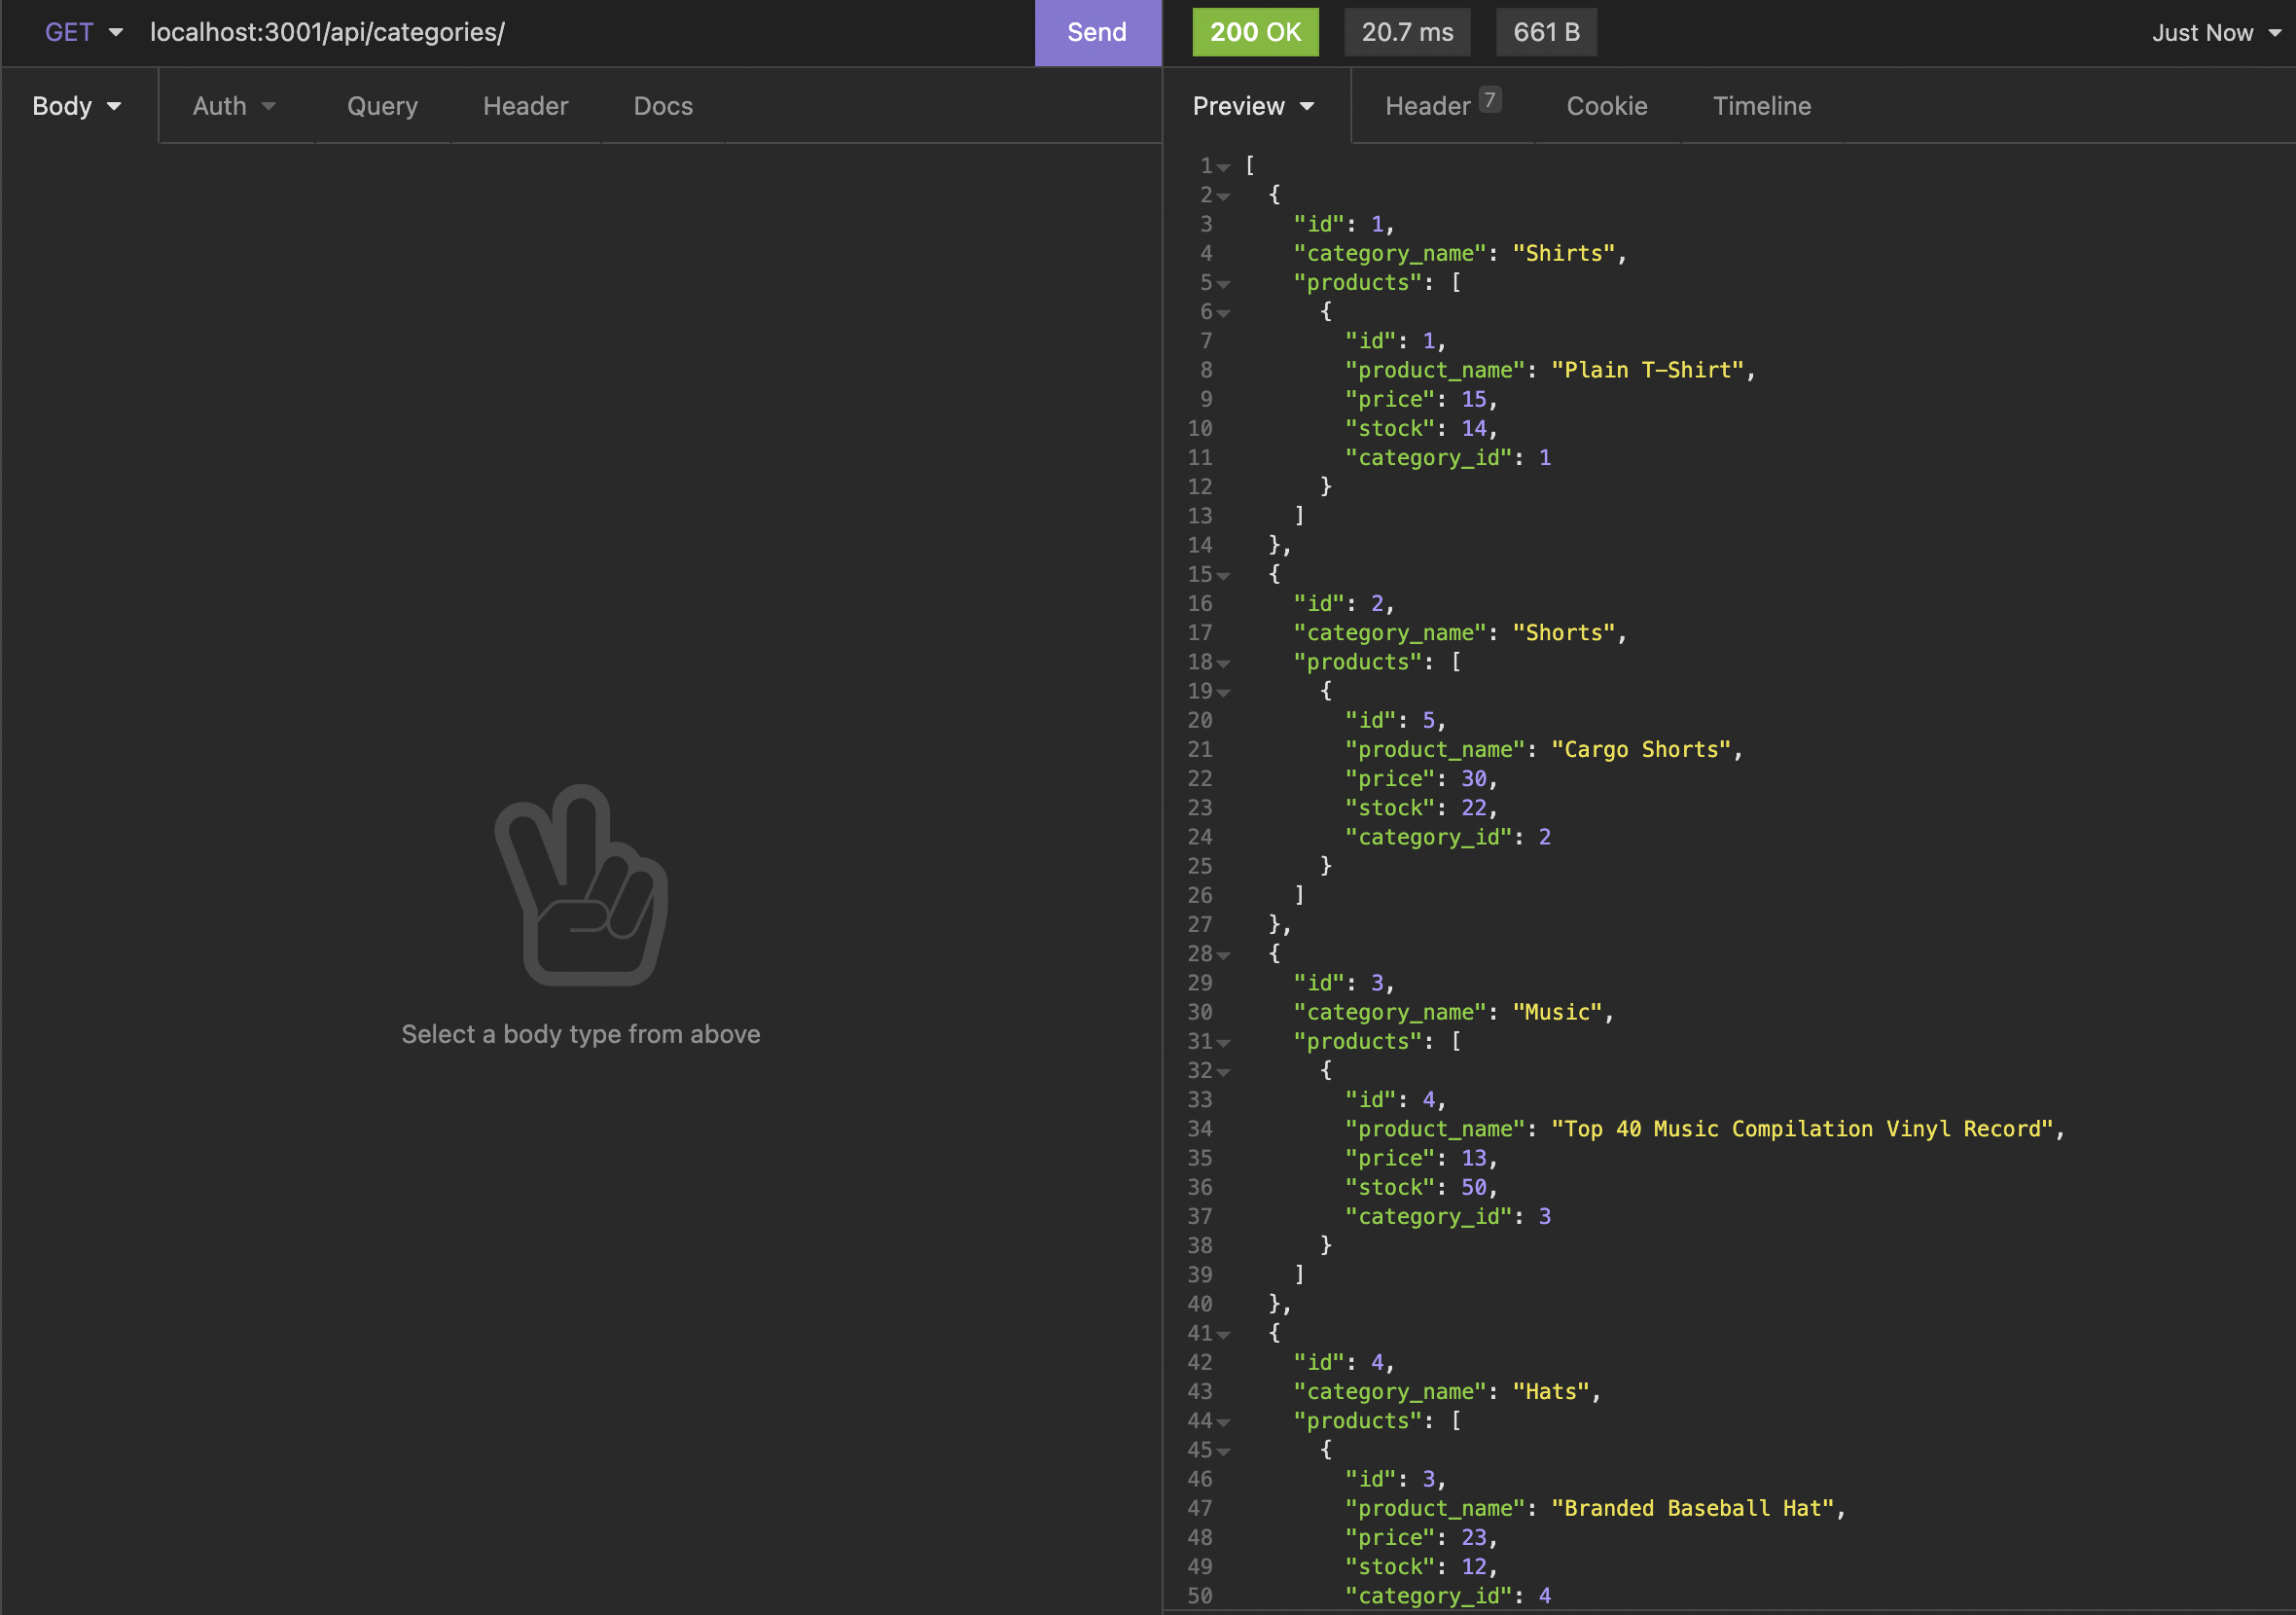 GET localhost:3001/api/categories/ Send 200 OK 20.7 ms 661 B Just Now
Body Auth Query Header Docs Preview Header 7 Cookie Timeline
Select a body type from above
1 [
2 {
3 "id": 1,
4 "category_name": "Shirts",
5 "products": [
6 {
7 "id": 1,
8 "product_name": "Plain T-Shirt",
9 "price": 15,
10 "stock": 14,
11 "category_id": 1
12 }
13 ]
14 },
15 {
16 "id": 2,
17 "category_name": "Shorts",
18 "products": [
19 {
20 "id": 5,
21 "product_name": "Cargo Shorts",
22 "price": 30,
23 "stock": 22,
24 "category_id": 2
25 }
26 ]
27 },
28 {
29 "id": 3,
30 "category_name": "Music",
31 "products": [
32 {
33 "id": 4,
34 "product_name": "Top 40 Music Compilation Vinyl Record",
35 "price": 13,
36 "stock": 50,
37 "category_id": 3
38 }
39 ]
40 },
41 {
42 "id": 4,
43 "category_name": "Hats",
44 "products": [
45 {
46 "id": 3,
47 "product_name": "Branded Baseball Hat",
48 "price": 23,
49 "stock": 12,
50 "category_id": 4